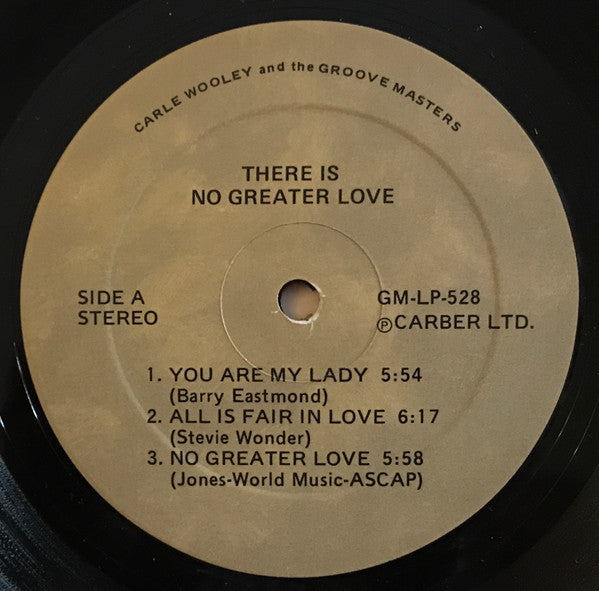 CARLE WOOLEY and the GROOVE MASTERS
THERE IS
NO GREATER LOVE
SIDE A
STEREO
GM-LP-528
℗CARBER LTD.
1. YOU ARE MY LADY 5:54
(Barry Eastmond)
2. ALL IS FAIR IN LOVE 6:17
(Stevie Wonder)
3. NO GREATER LOVE 5:58
(Jones-World Music-ASCAP)